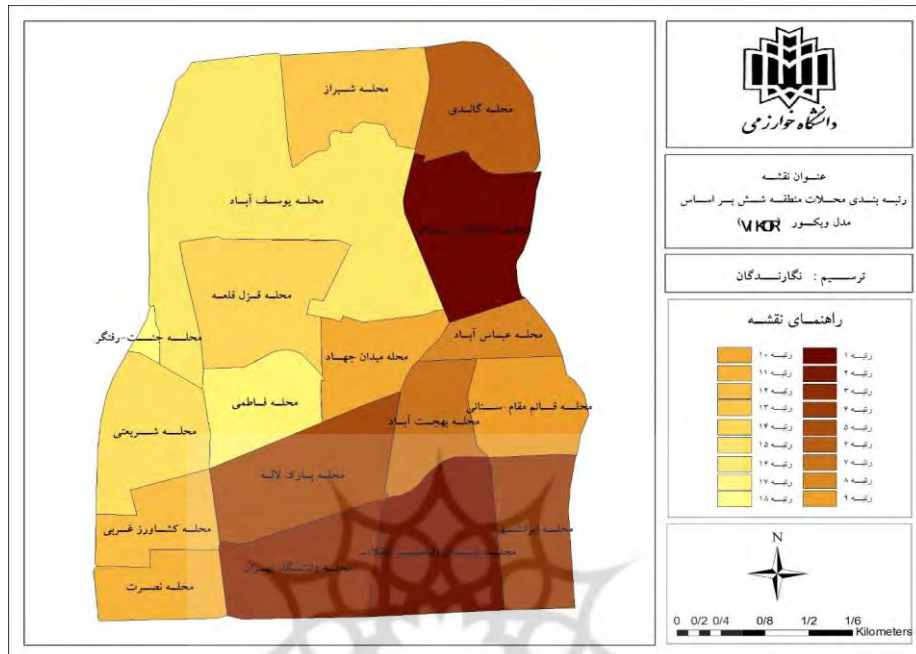 دانشگاه خوارزمی
عنوان نقشه
رتبه بندی محلات منطقه شش بر اساس
مدل ویکور (VIKOR)
ترسیم : نگارندگان
راهنمای نقشه
رتبه ۱
رتبه ۲
رتبه ۳
رتبه ۴
رتبه ۵
رتبه ۶
رتبه ۷
رتبه ۸
رتبه ۹
رتبه ۱۰
رتبه ۱۱
رتبه ۱۲
رتبه ۱۳
رتبه ۱۴
رتبه ۱۵
رتبه ۱۶
رتبه ۱۷
رتبه ۱۸
N
0 0/2 0/4 0/8 1/2 1/6
Kilometers
محله شیراز
محله گاندی
محله یوسف آباد
محله قزل قلعه
محله عباس آباد
محله میدان جهاد
محله جنت-رفتگر
محله فاطمی
محله قائم مقام-سنائی
محله بهجت آباد
محله شریعتی
محله پارک لاله
محله کشاورز غربی
محله ایرانشهر
محله دانشگاه تهران
محله نصرت